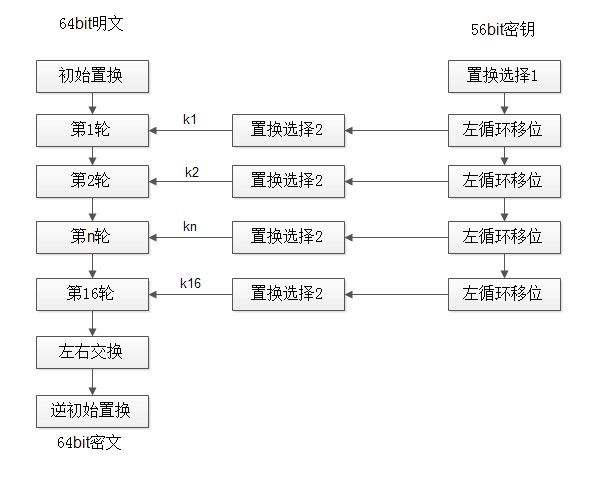 64bit明文
56bit密钥
初始置换
置换选择1
第1轮
k1
置换选择2
左循环移位
第2轮
k2
置换选择2
左循环移位
第n轮
kn
置换选择2
左循环移位
第16轮
k16
置换选择2
左循环移位
左右交换
逆初始置换
64bit密文